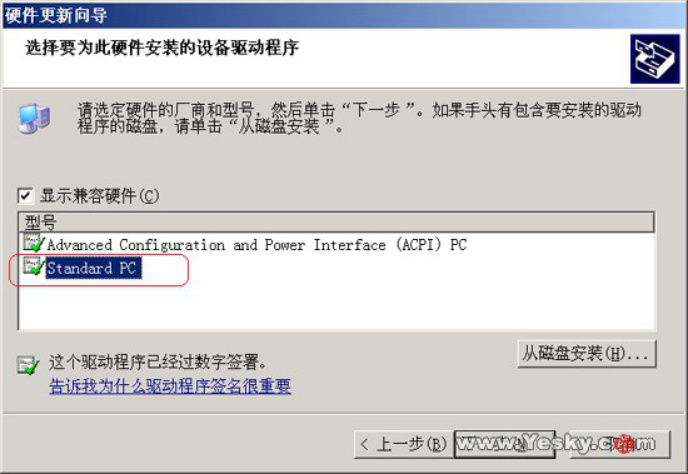 硬件更新向导
选择要为此硬件安装的设备驱动程序
请选定硬件的厂商和型号，然后单击“下一步 ”。如果手头有包含要安装的驱动
程序的磁盘，请单击“从磁盘安装 ”。
显示兼容硬件(C)
型号
Advanced Configuration and Power Interface (ACPI) PC
Standard PC
从磁盘安装(H)...
这个驱动程序已经过数字签署。
告诉我为什么驱动程序签名很重要
< 上一步(B)
www.Yesky.com